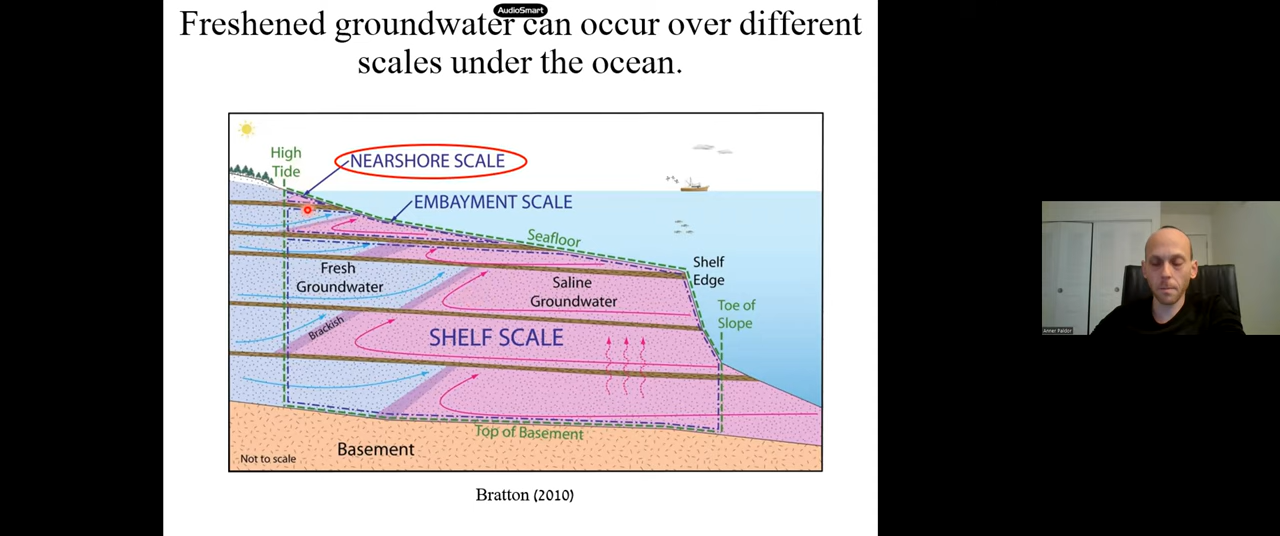 AudioSmart
Freshened groundwater can occur over different
scales under the ocean.
High
Tide
NEARSHORE SCALE
EMBAYMENT SCALE
Seafloor
Shelf
Edge
Fresh
Groundwater
Saline
Groundwater
Toe of
Slope
Brackish
SHELF SCALE
Top of Basement
Basement
Not to scale
Bratton (2010)
Anner Paldor